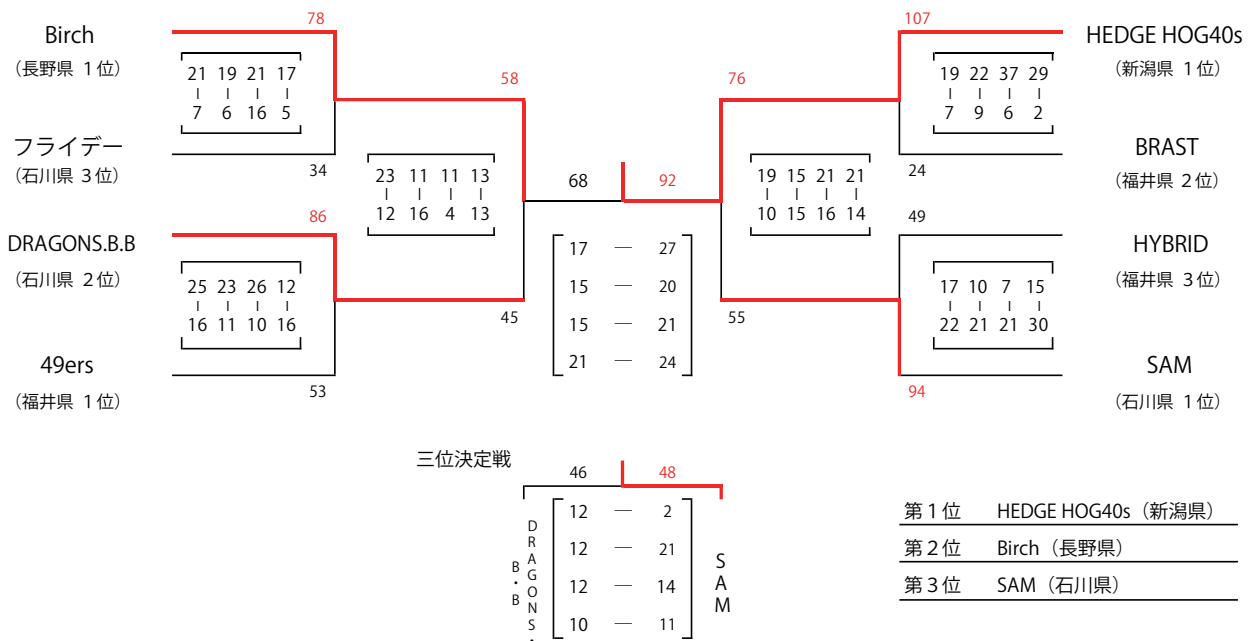 78
Birch
(長野県 1位)
21 19 21 17
7 6 16 5
フライデー
(石川県 3位)
34
58
86
DRAGONS.B.B
(石川県 2位)
25 23 26 12
16 11 10 16
49ers
(福井県 1位)
53
23 11 11 13
12 16 4 13
45
68
92
17 — 27
15 — 20
15 — 21
21 — 24
76
19 15 21 21
10 15 16 14
55
107
HEDGE HOG40s
(新潟県 1位)
19 22 37 29
7 9 6 2
BRAST
(福井県 2位)
24
49
HYBRID
(福井県 3位)
17 10 7 15
22 21 21 30
SAM
(石川県 1位)
94
三位決定戦
46
48
DRAGONS・
B・B
12 — 2
12 — 21
12 — 14
10 — 11
SAM
第1位 HEDGE HOG40s(新潟県)
第2位 Birch(長野県)
第3位 SAM(石川県)